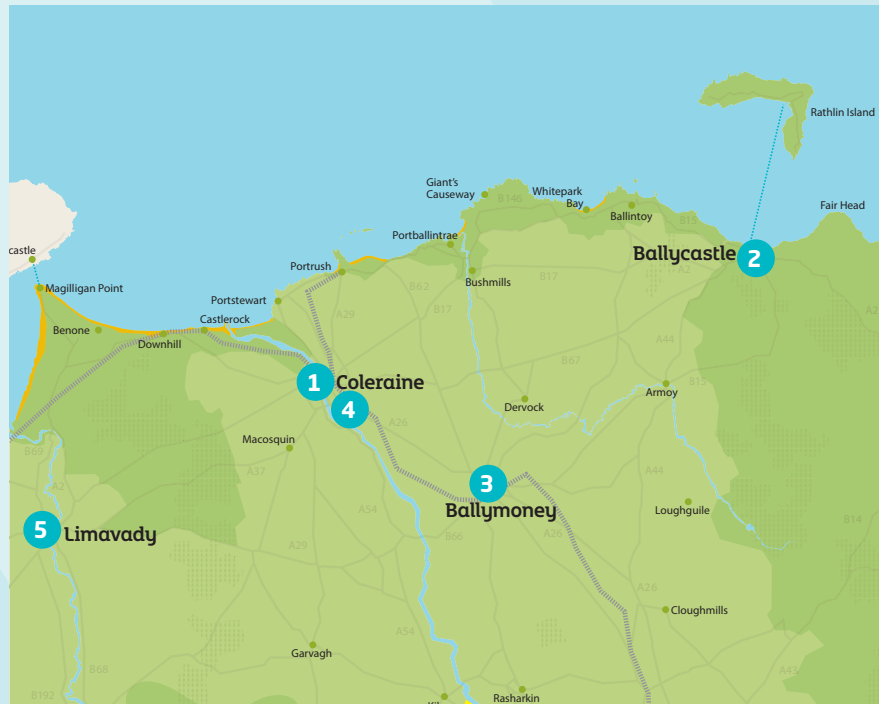 Rathlin Island
Giant's
Causeway
Whitepark
Bay
B146
Ballintoy
B15
Fair Head
Portballintrae
castle
Ballycastle
2
A2
Portrush
Bushmills
B17
Magilligan Point
B62
Portstewart
B17
A29
Castlerock
Benone
Downhill
A44
B67
1
Coleraine
Armoy
B15
4
Dervock
A26
Macosquin
B69
A37
A44
A2
3
Ballymoney
A54
Loughguile
B14
5
Limavady
B66
A26
A29
A26
Cloughmills
A54
Garvagh
B68
A43
B192
Rasharkin